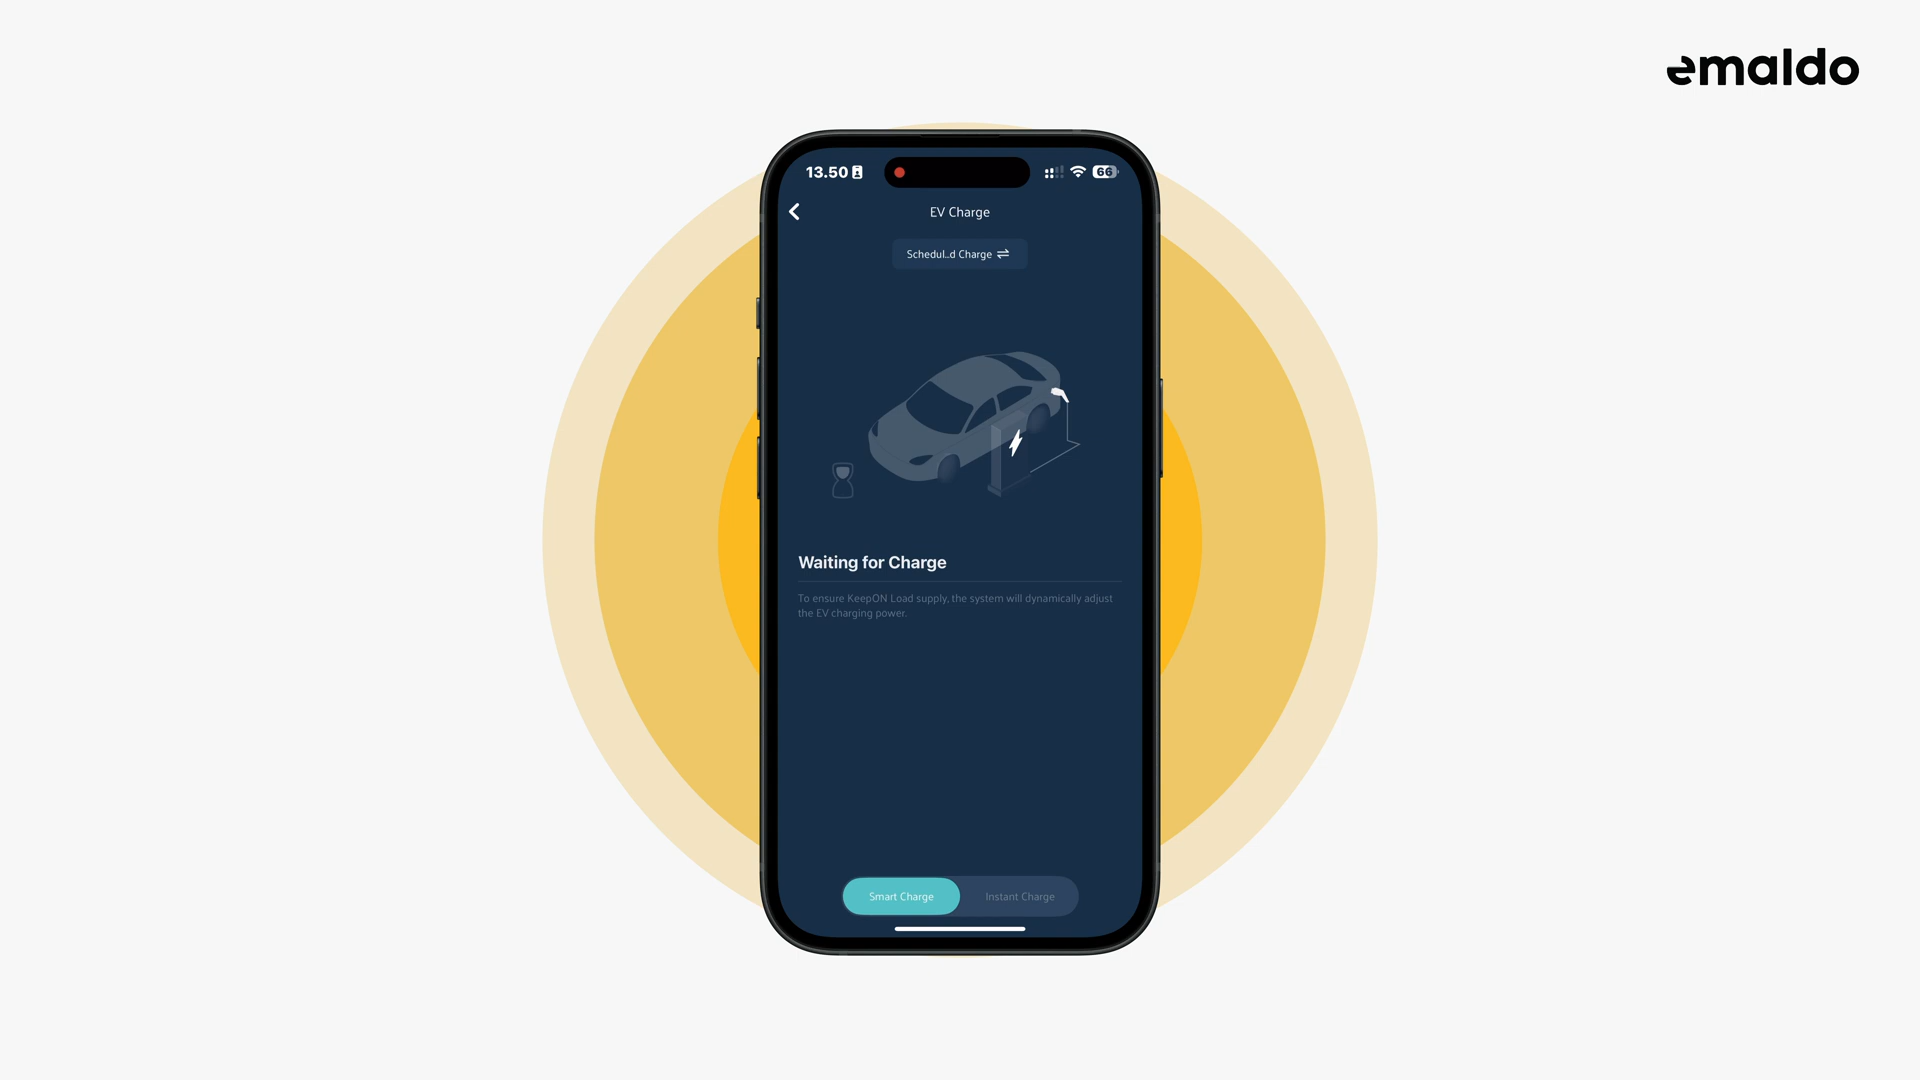 emaldo
13.50
66
EV Charge
Schedul..d Charge
Waiting for Charge
To ensure KeepON Load supply, the system will dynamically adjust
the EV charging power.
Smart Charge
Instant Charge